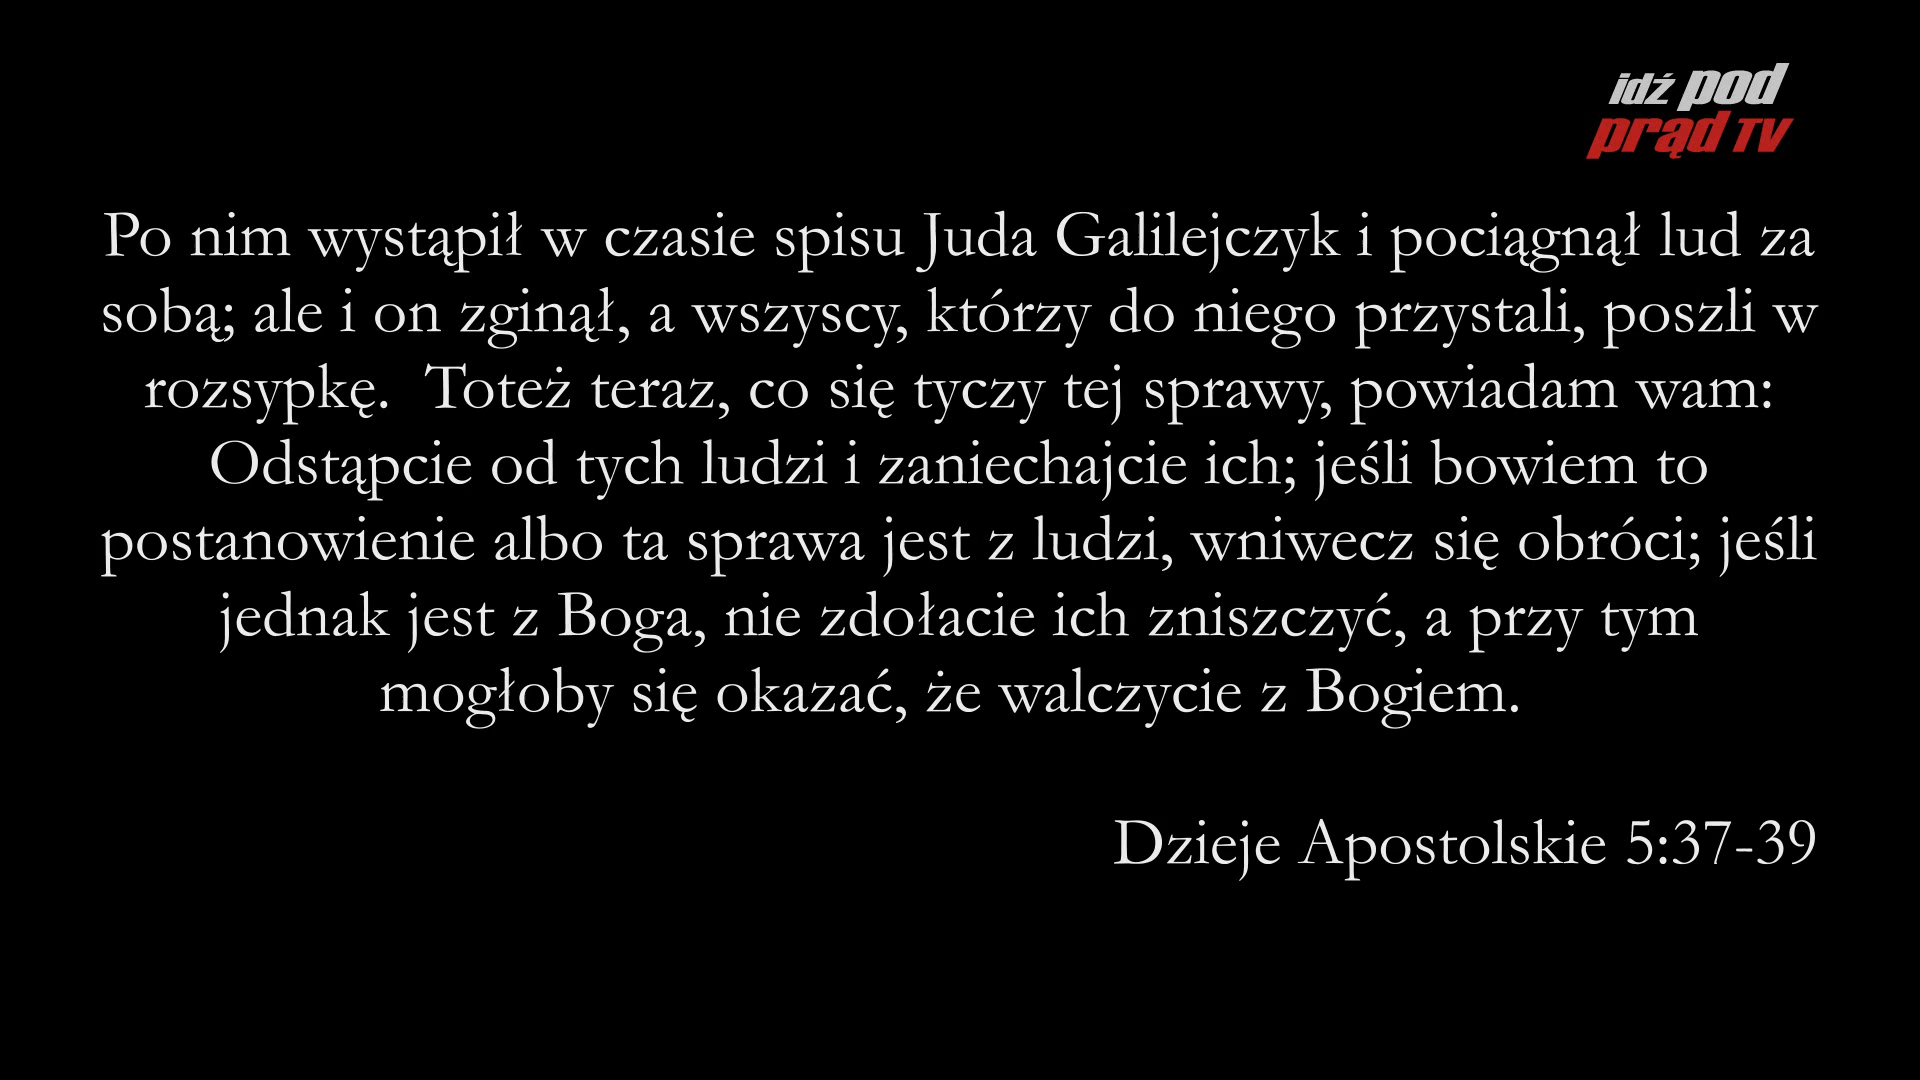 idź pod
prąd TV
Po nim wystąpił w czasie spisu Juda Galilejczyk i pociągnął lud za
sobą; ale i on zginął, a wszyscy, którzy do niego przystali, poszli w
rozsypkę.  Toteż teraz, co się tyczy tej sprawy, powiadam wam:
Odstąpcie od tych ludzi i zaniechajcie ich; jeśli bowiem to
postanowienie albo ta sprawa jest z ludzi, wniwecz się obróci; jeśli
jednak jest z Boga, nie zdołacie ich zniszczyć, a przy tym
mogłoby się okazać, że walczycie z Bogiem.
Dzieje Apostolskie 5:37-39